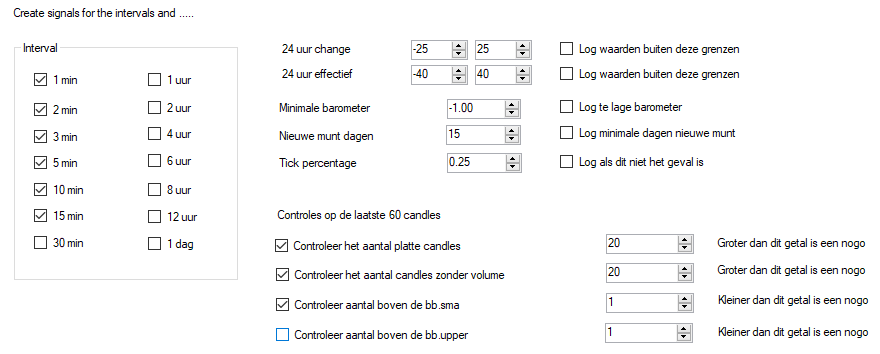 Create signals for the intervals and .....
Interval
1 min 1 uur
2 min 2 uur
3 min 4 uur
5 min 6 uur
10 min 8 uur
15 min 12 uur
30 min 1 dag
24 uur change -25 25 Log waarden buiten deze grenzen
24 uur effectief -40 40 Log waarden buiten deze grenzen
Minimale barometer -1.00 Log te lage barometer
Nieuwe munt dagen 15 Log minimale dagen nieuwe munt
Tick percentage 0.25 Log als dit niet het geval is
Controles op de laatste 60 candles
Controleer het aantal platte candles 20 Groter dan dit getal is een nogo
Controleer het aantal candles zonder volume 20 Groter dan dit getal is een nogo
Controleer aantal boven de bb.sma 1 Kleiner dan dit getal is een nogo
Controleer aantal boven de bb.upper 1 Kleiner dan dit getal is een nogo